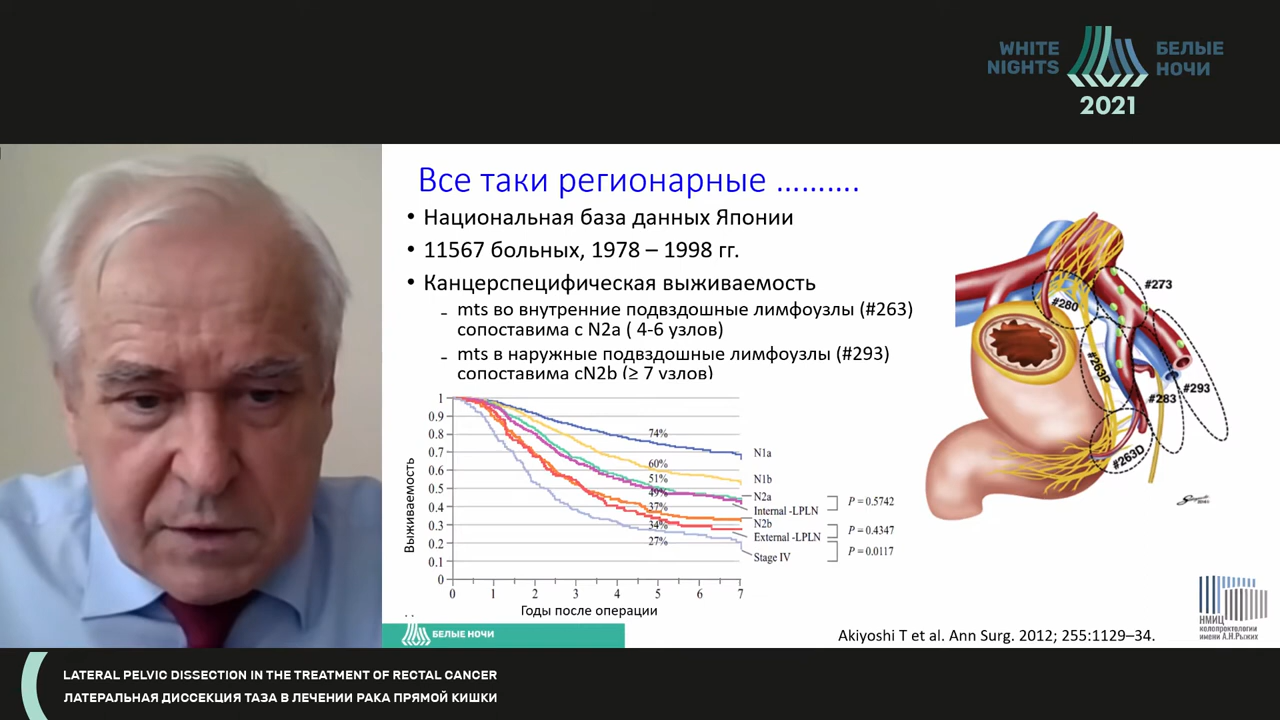 WHITE
NIGHTS
БЕЛЫЕ
НОЧИ
2021
Все таки регионарные ……….
• Национальная база данных Японии
• 11567 больных, 1978 – 1998 гг.
• Канцерспецифическая выживаемость
- mts во внутренние подвздошные лимфоузлы (#263)
сопоставима с N2a ( 4-6 узлов)
- mts в наружные подвздошные лимфоузлы (#293)
сопоставима сN2b (≥ 7 узлов)
Выживаемость
1
0.9
0.8
0.7
0.6
0.5
0.4
0.3
0.2
0.1
0
0 1 2 3 4 5 6 7
Годы после операции
74%
60%
51%
49%
37%
34%
27%
N1a
N1b
N2a
Internal -LPLN
N2b
External -LPLN
Stage IV
P = 0.5742
P = 0.4347
P = 0.0117
#280
#273
#263P
#283
#293
#263D
НМИЦ
колопроктологии
имени А.Н.Рыжих
БЕЛЫЕ НОЧИ
Akiyoshi T et al. Ann Surg. 2012; 255:1129–34.
LATERAL PELVIC DISSECTION IN THE TREATMENT OF RECTAL CANCER
ЛАТЕРАЛЬНАЯ ДИССЕКЦИЯ ТАЗА В ЛЕЧЕНИИ РАКА ПРЯМОЙ КИШКИ